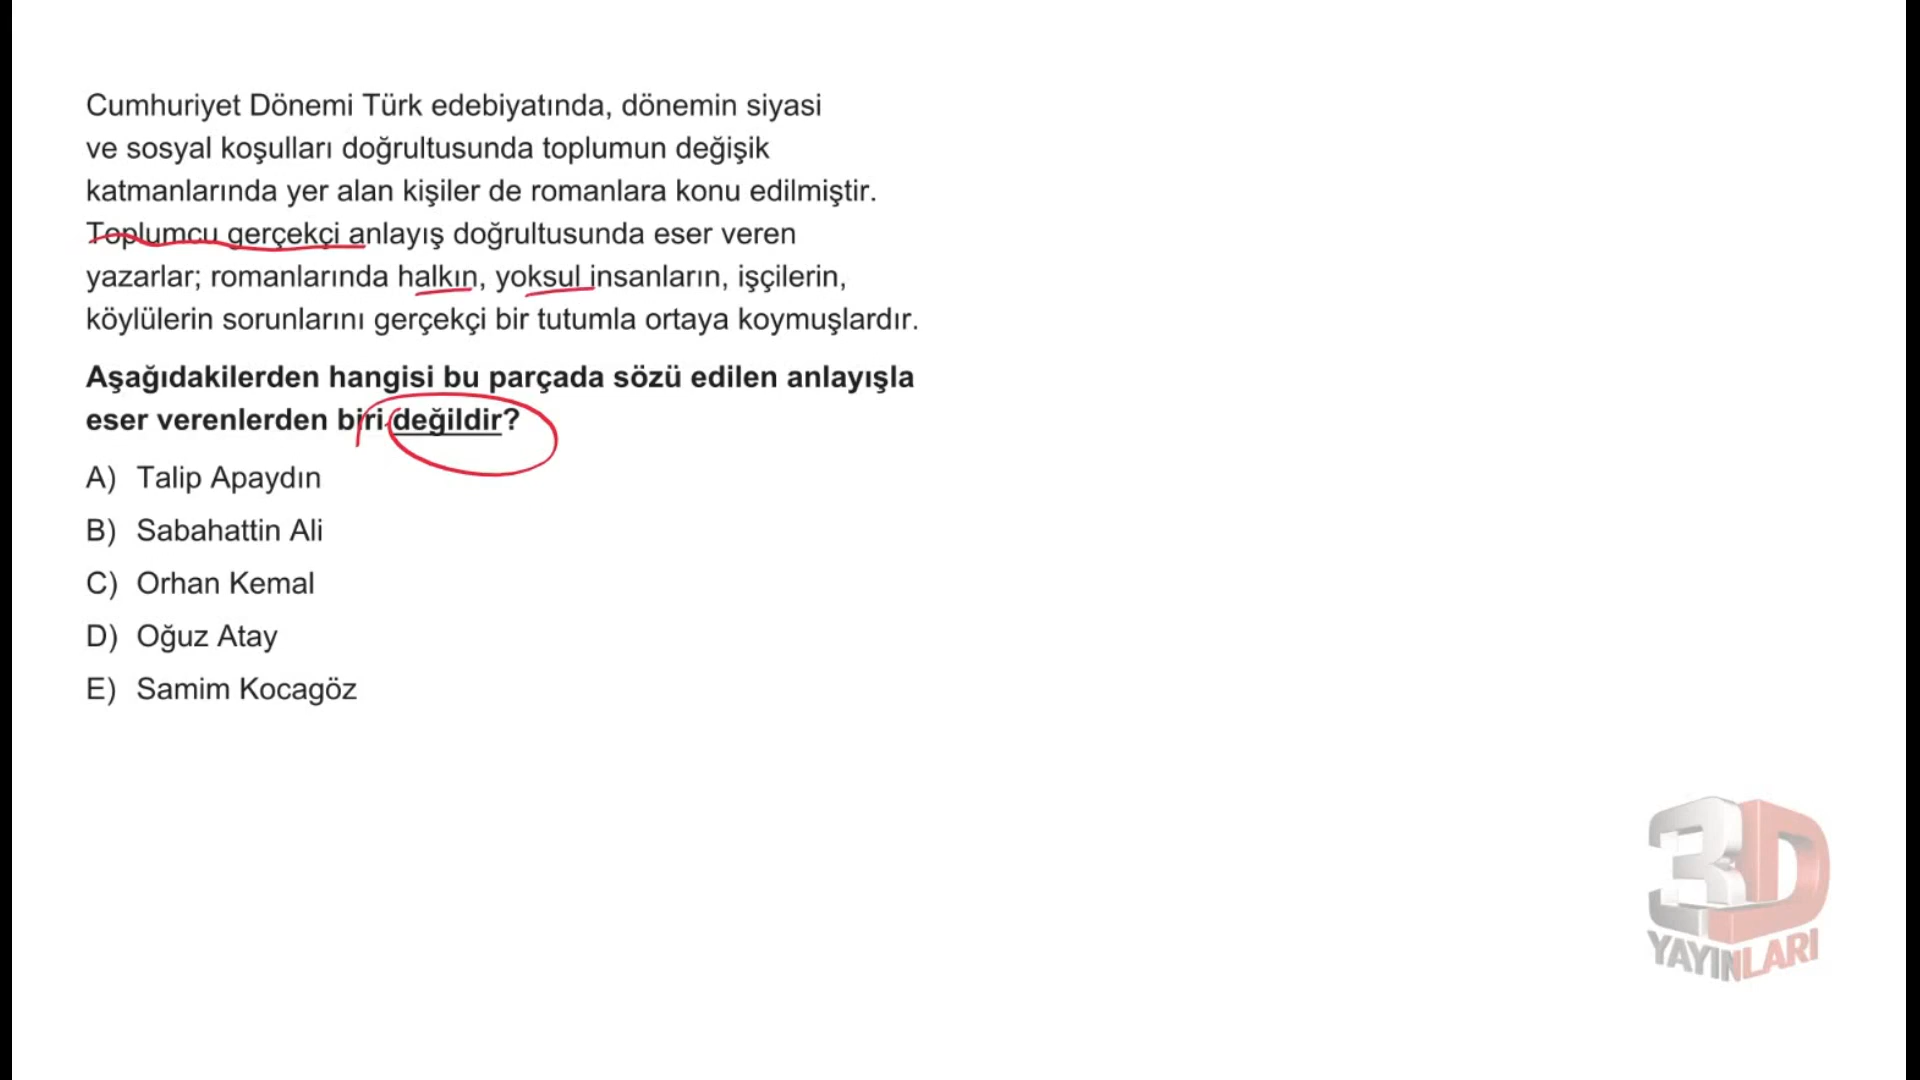 Cumhuriyet Dönemi Türk edebiyatında, dönemin siyasi
ve sosyal koşulları doğrultusunda toplumun değişik
katmanlarında yer alan kişiler de romanlara konu edilmiştir.
Toplumcu gerçekçi anlayış doğrultusunda eser veren
yazarlar; romanlarında halkın, yoksul insanların, işçilerin,
köylülerin sorunlarını gerçekçi bir tutumla ortaya koymuşlardır.
Aşağıdakilerden hangisi bu parçada sözü edilen anlayışla
eser verenlerden biri değildir?
A) Talip Apaydın
B) Sabahattin Ali
C) Orhan Kemal
D) Oğuz Atay
E) Samim Kocagöz
3D
YAYINLARI